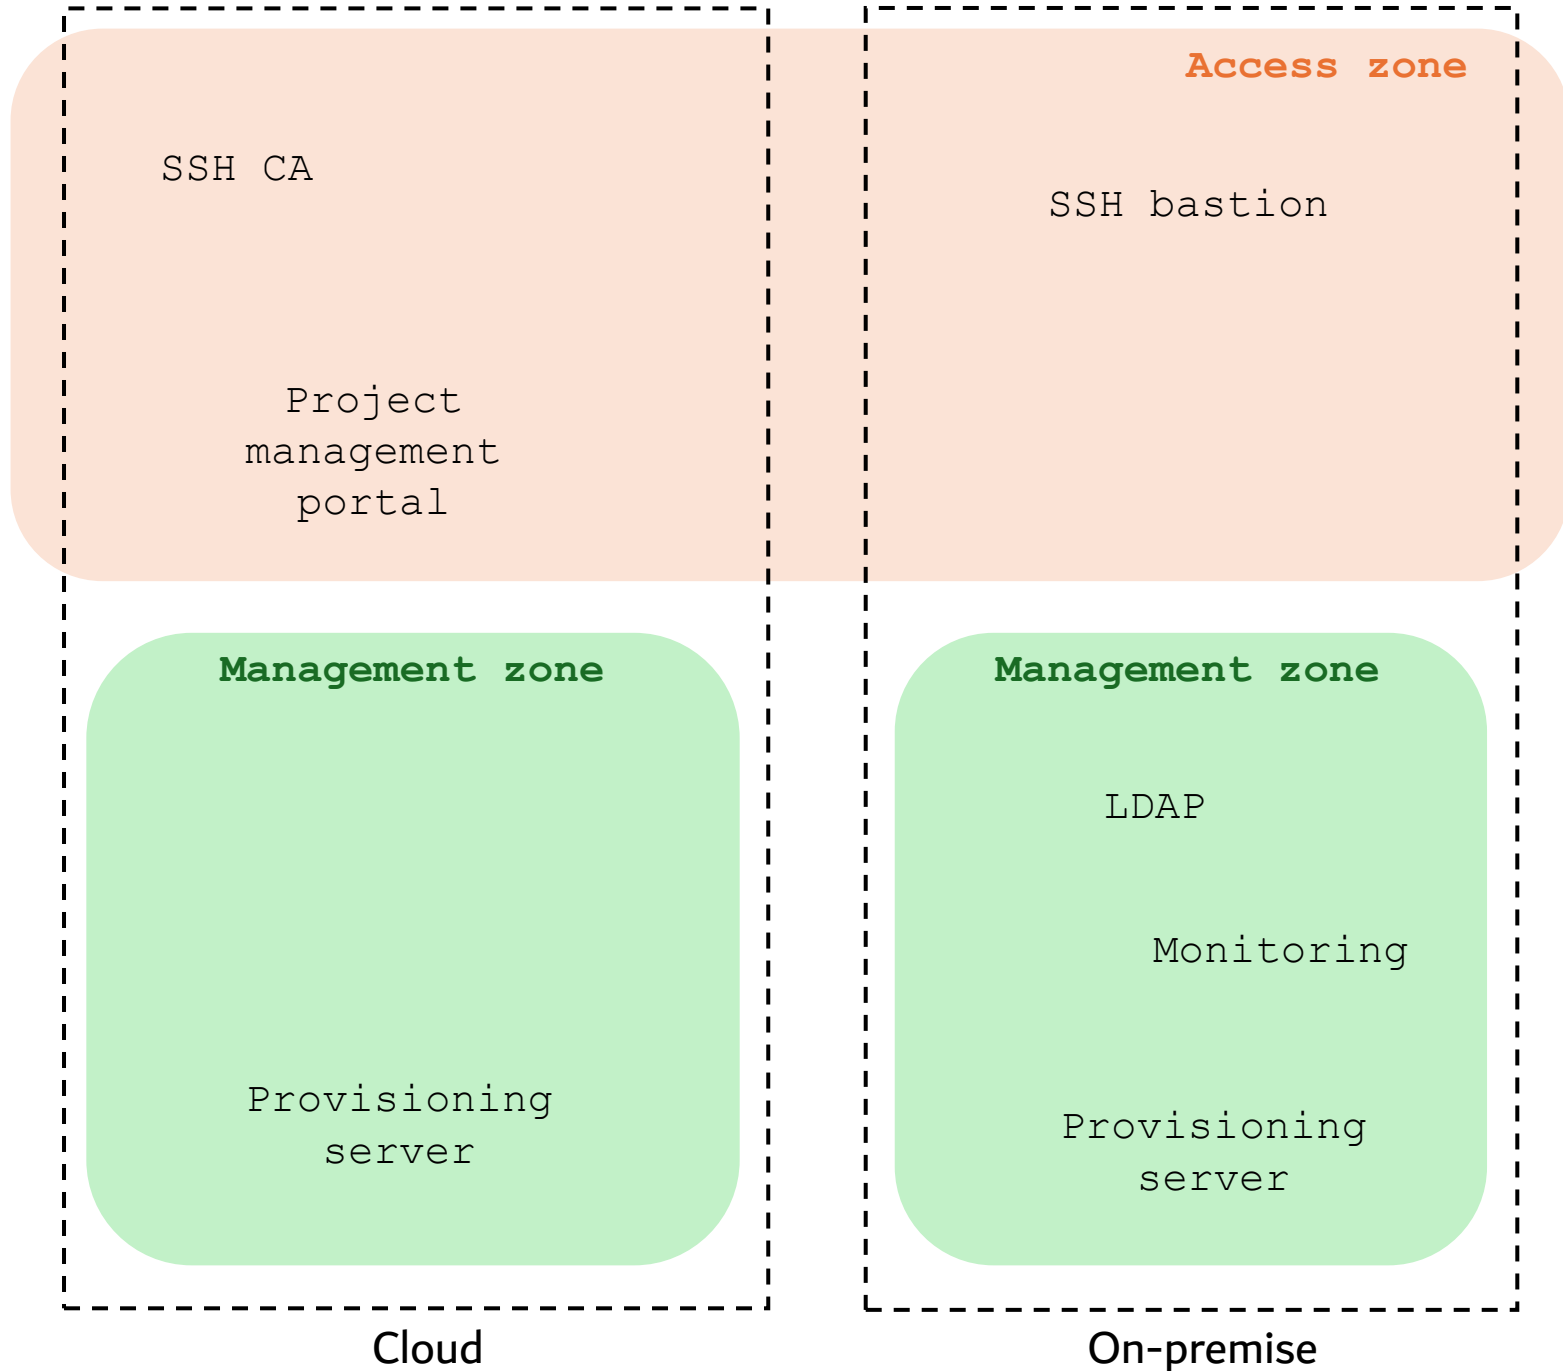 Access zone
SSH CA
SSH bastion
Project
management
portal
Management zone
Management zone
LDAP
Monitoring
Provisioning
server
Provisioning
server
Cloud
On-premise